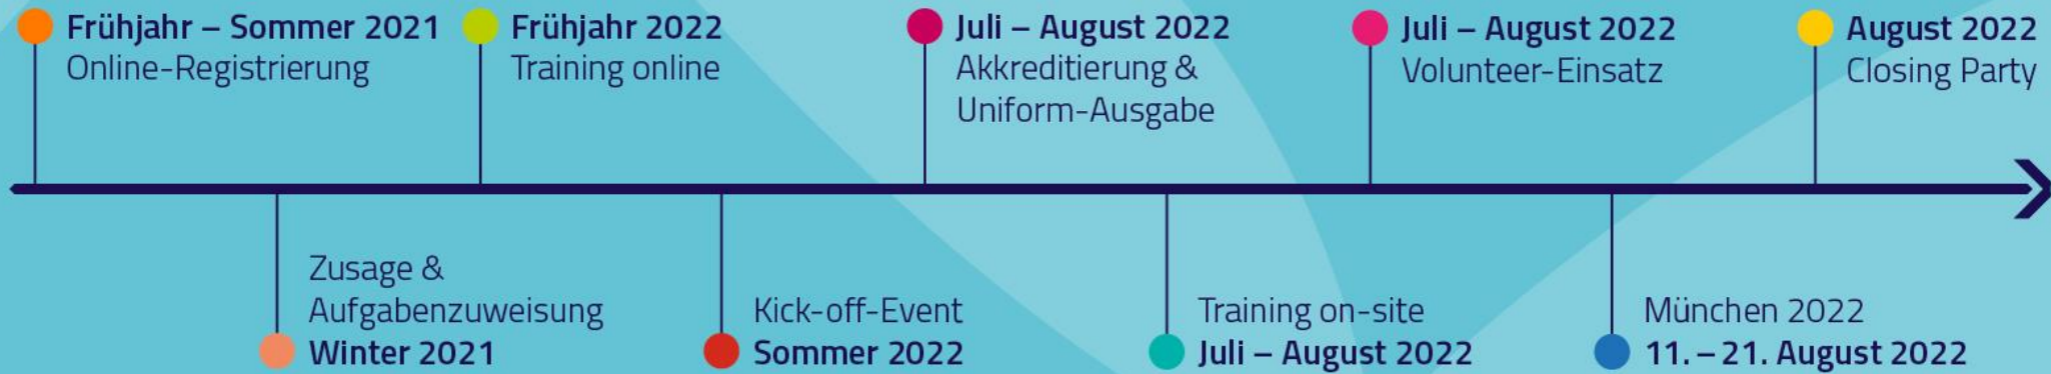 Frühjahr – Sommer 2021
Online-Registrierung
Frühjahr 2022
Training online
Juli – August 2022
Akkreditierung &
Uniform-Ausgabe
Juli – August 2022
Volunteer-Einsatz
August 2022
Closing Party
Zusage &
Aufgabenzuweisung
Winter 2021
Kick-off-Event
Sommer 2022
Training on-site
Juli – August 2022
München 2022
11. – 21. August 2022